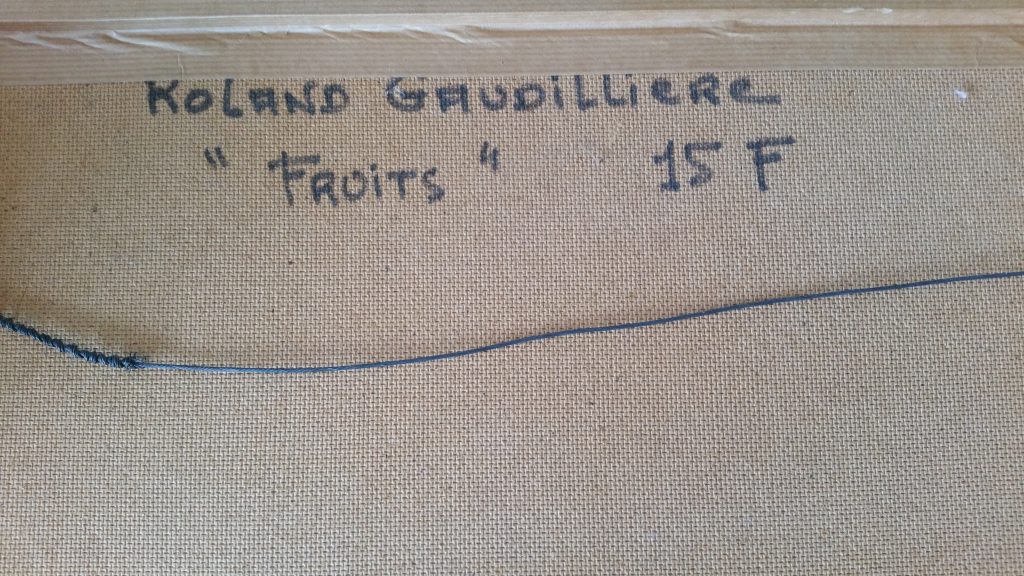 ROLAND GAUDILLIERE
" FRUITS " 15 F